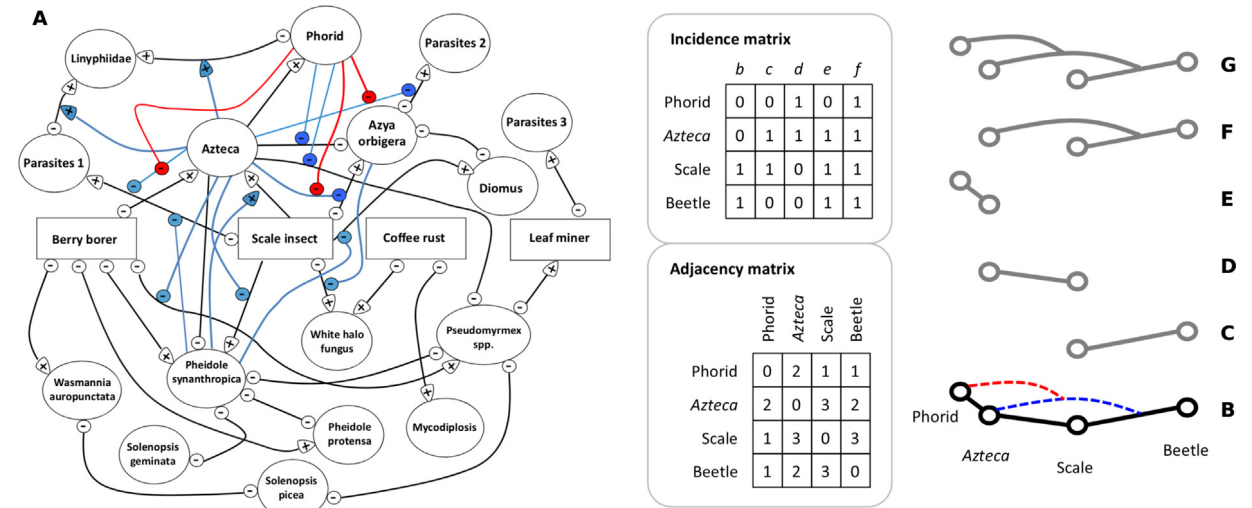 A
Phorid
Linyphiidae
Parasites 2
Azteca
Azya
orbigera
Parasites 3
Parasites 1
Diomus
Berry borer
Scale insect
Coffee rust
Leaf miner
White halo
fungus
Pseudomyrmex
spp.
Pheidole
synanthropica
Wasmannia
auropunctata
Solenopsis
geminata
Pheidole
protensa
Mycodiplosis
Solenopsis
picea
Incidence matrix
b c d e f
Phorid 0 0 1 0 1
Azteca 0 1 1 1 1
Scale 1 1 0 1 1
Beetle 1 0 0 1 1
Adjacency matrix
Phorid Azteca Scale Beetle
Phorid 0 2 1 1
Azteca 2 0 3 2
Scale 1 3 0 3
Beetle 1 2 3 0
G
F
E
D
C
B
Phorid
Azteca
Scale
Beetle